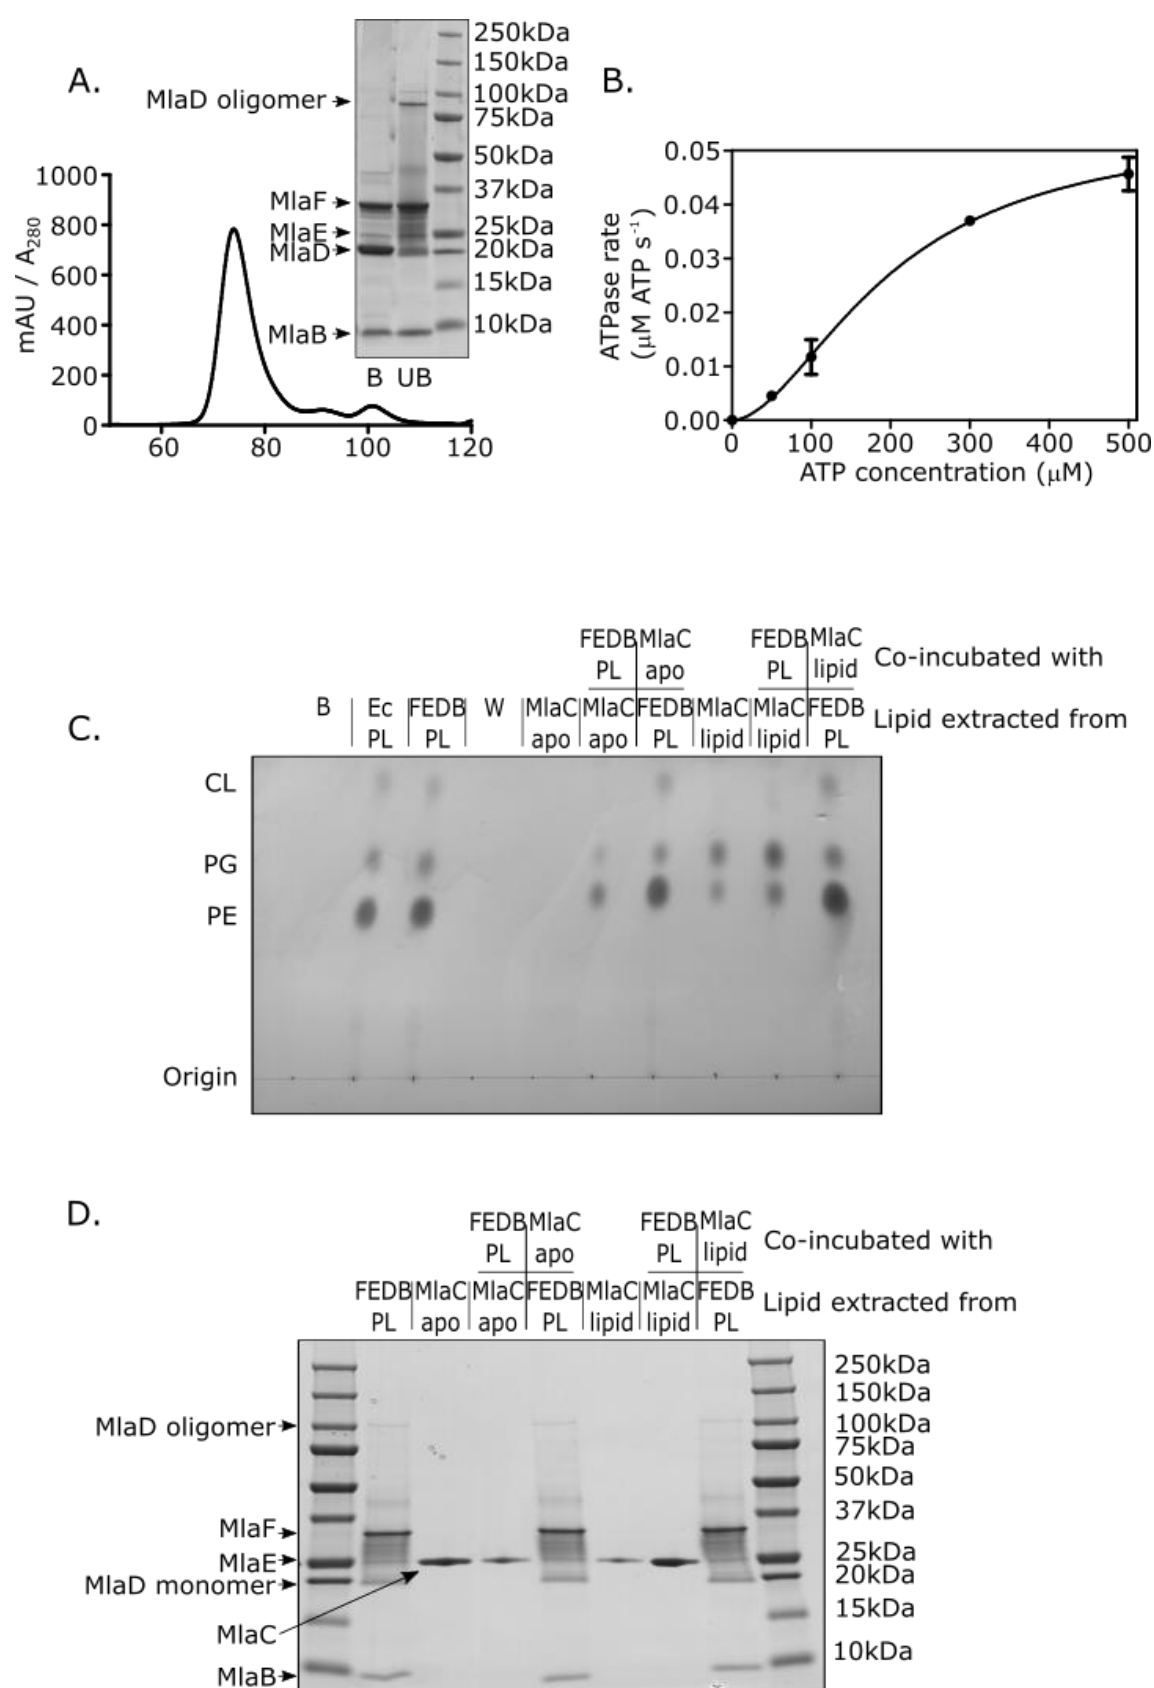 A.
250kDa
150kDa
MlaD oligomer
100kDa
75kDa
50kDa
37kDa
MlaF
25kDa
MlaE
20kDa
MlaD
15kDa
10kDa
MlaB
B UB
mAU / A280
1000
800
600
400
200
0
60 80 100 120
B.
ATPase rate
(μM ATP s-1)
0.05
0.04
0.03
0.02
0.01
0.00
0 100 200 300 400 500
ATP concentration (μM)
C.
FEDB MlaC FEDB MlaC
PL apo PL lipid
Co-incubated with
B Ec FEDB W MlaC MlaC FEDB MlaC MlaC FEDB
PL PL apo apo PL lipid lipid PL
Lipid extracted from
CL
PG
PE
Origin
D.
FEDB MlaC FEDB MlaC
PL apo PL lipid
Co-incubated with
FEDB MlaC MlaC FEDB MlaC MlaC FEDB
PL apo apo PL lipid lipid PL
Lipid extracted from
250kDa
150kDa
MlaD oligomer
100kDa
75kDa
50kDa
37kDa
MlaF
25kDa
MlaE
20kDa
MlaD monomer
15kDa
MlaC
10kDa
MlaB